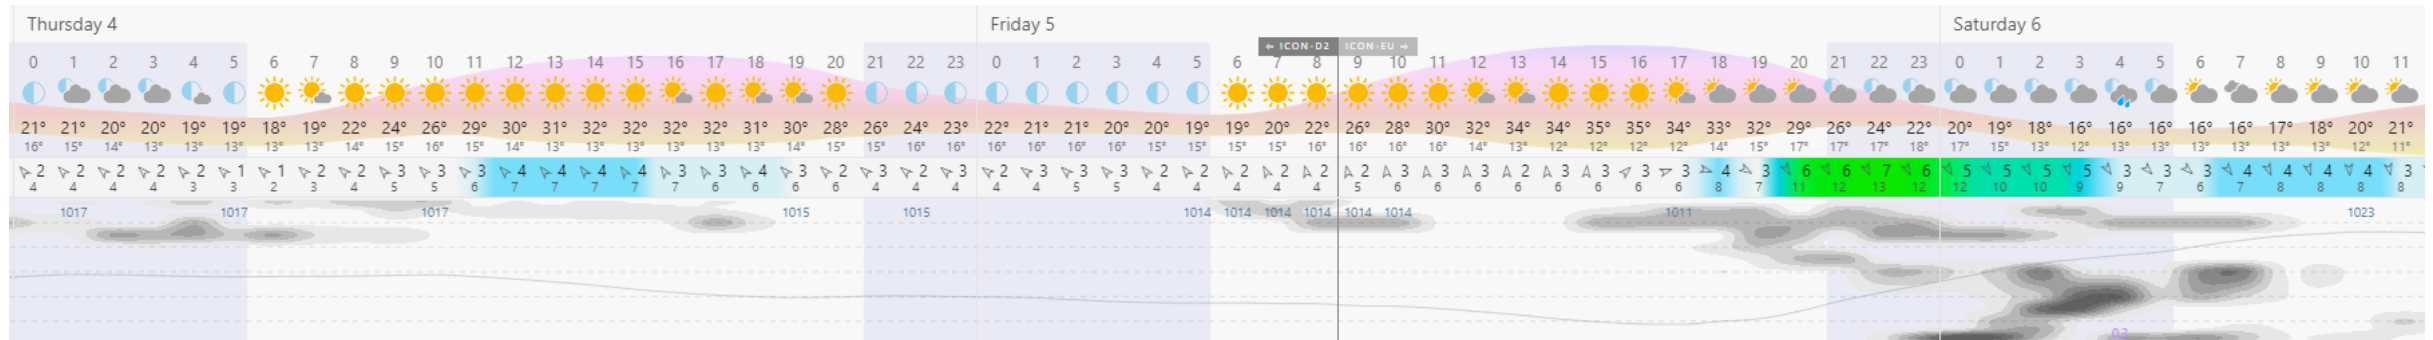 Thursday 4 Friday 5 Saturday 6
← ICON-D2 ICON-EU →
0 1 2 3 4 5 6 7 8 9 10 11 12 13 14 15 16 17 18 19 20 21 22 23 0 1 2 3 4 5 6 7 8 9 10 11 12 13 14 15 16 17 18 19 20 21 22 23 0 1 2 3 4 5 6 7 8 9 10 11
21° 21° 20° 20° 19° 19° 18° 19° 22° 24° 26° 29° 30° 31° 32° 32° 32° 32° 31° 30° 28° 26° 24° 23° 22° 21° 21° 20° 20° 19° 19° 20° 22° 26° 28° 30° 32° 34° 34° 35° 35° 34° 33° 32° 29° 26° 24° 22° 20° 19° 18° 16° 16° 16° 16° 16° 17° 18° 20° 21°
16° 15° 14° 13° 13° 13° 13° 13° 13° 15° 16° 15° 14° 13° 13° 13° 13° 13° 13° 14° 15° 15° 16° 16° 16° 16° 16° 16° 15° 15° 15° 15° 16° 16° 16° 14° 13° 13° 12° 13° 13° 12° 14° 15° 17° 17° 17° 18° 17° 17° 15° 13° 12° 12° 13° 13° 13° 13° 12° 11°
2 2 2 2 2 1 1 2 2 3 3 3 4 4 4 4 3 3 4 3 2 3 2 3 2 2 3 3 2 2 2 2 2 2 3 3 3 2 3 3 3 3 4 3 6 6 7 6 5 5 5 5 3 3 3 4 4 4 4 3
4 4 4 4 3 3 2 3 4 5 5 6 7 7 7 7 7 6 6 6 6 4 4 4 4 4 5 5 4 4 4 4 4 5 6 6 6 6 6 6 6 6 8 7 11 12 13 12 12 10 10 9 9 7 6 7 8 8 8 8
1017 1017 1017 1015 1015 1014 1014 1014 1014 1014 1014 1011 1023
0.3